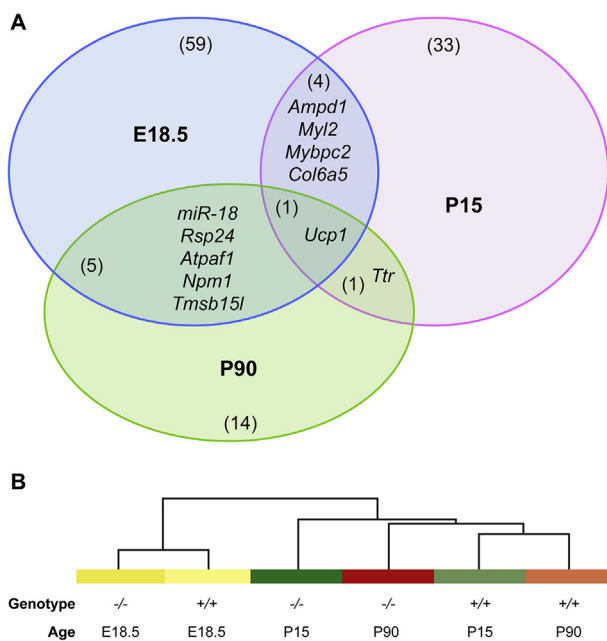 A
(59)
(33)
(4)
Ampd1
Myl2
Mybpc2
Col6a5
E18.5
P15
(1)
Ucp1
miR-18
Rsp24
Atpaf1
Npm1
Tmsb15l
(5)
(1) Ttr
P90
(14)
B
Genotype -/- +/+ -/- -/- +/+ +/+
Age E18.5 E18.5 P15 P90 P15 P90